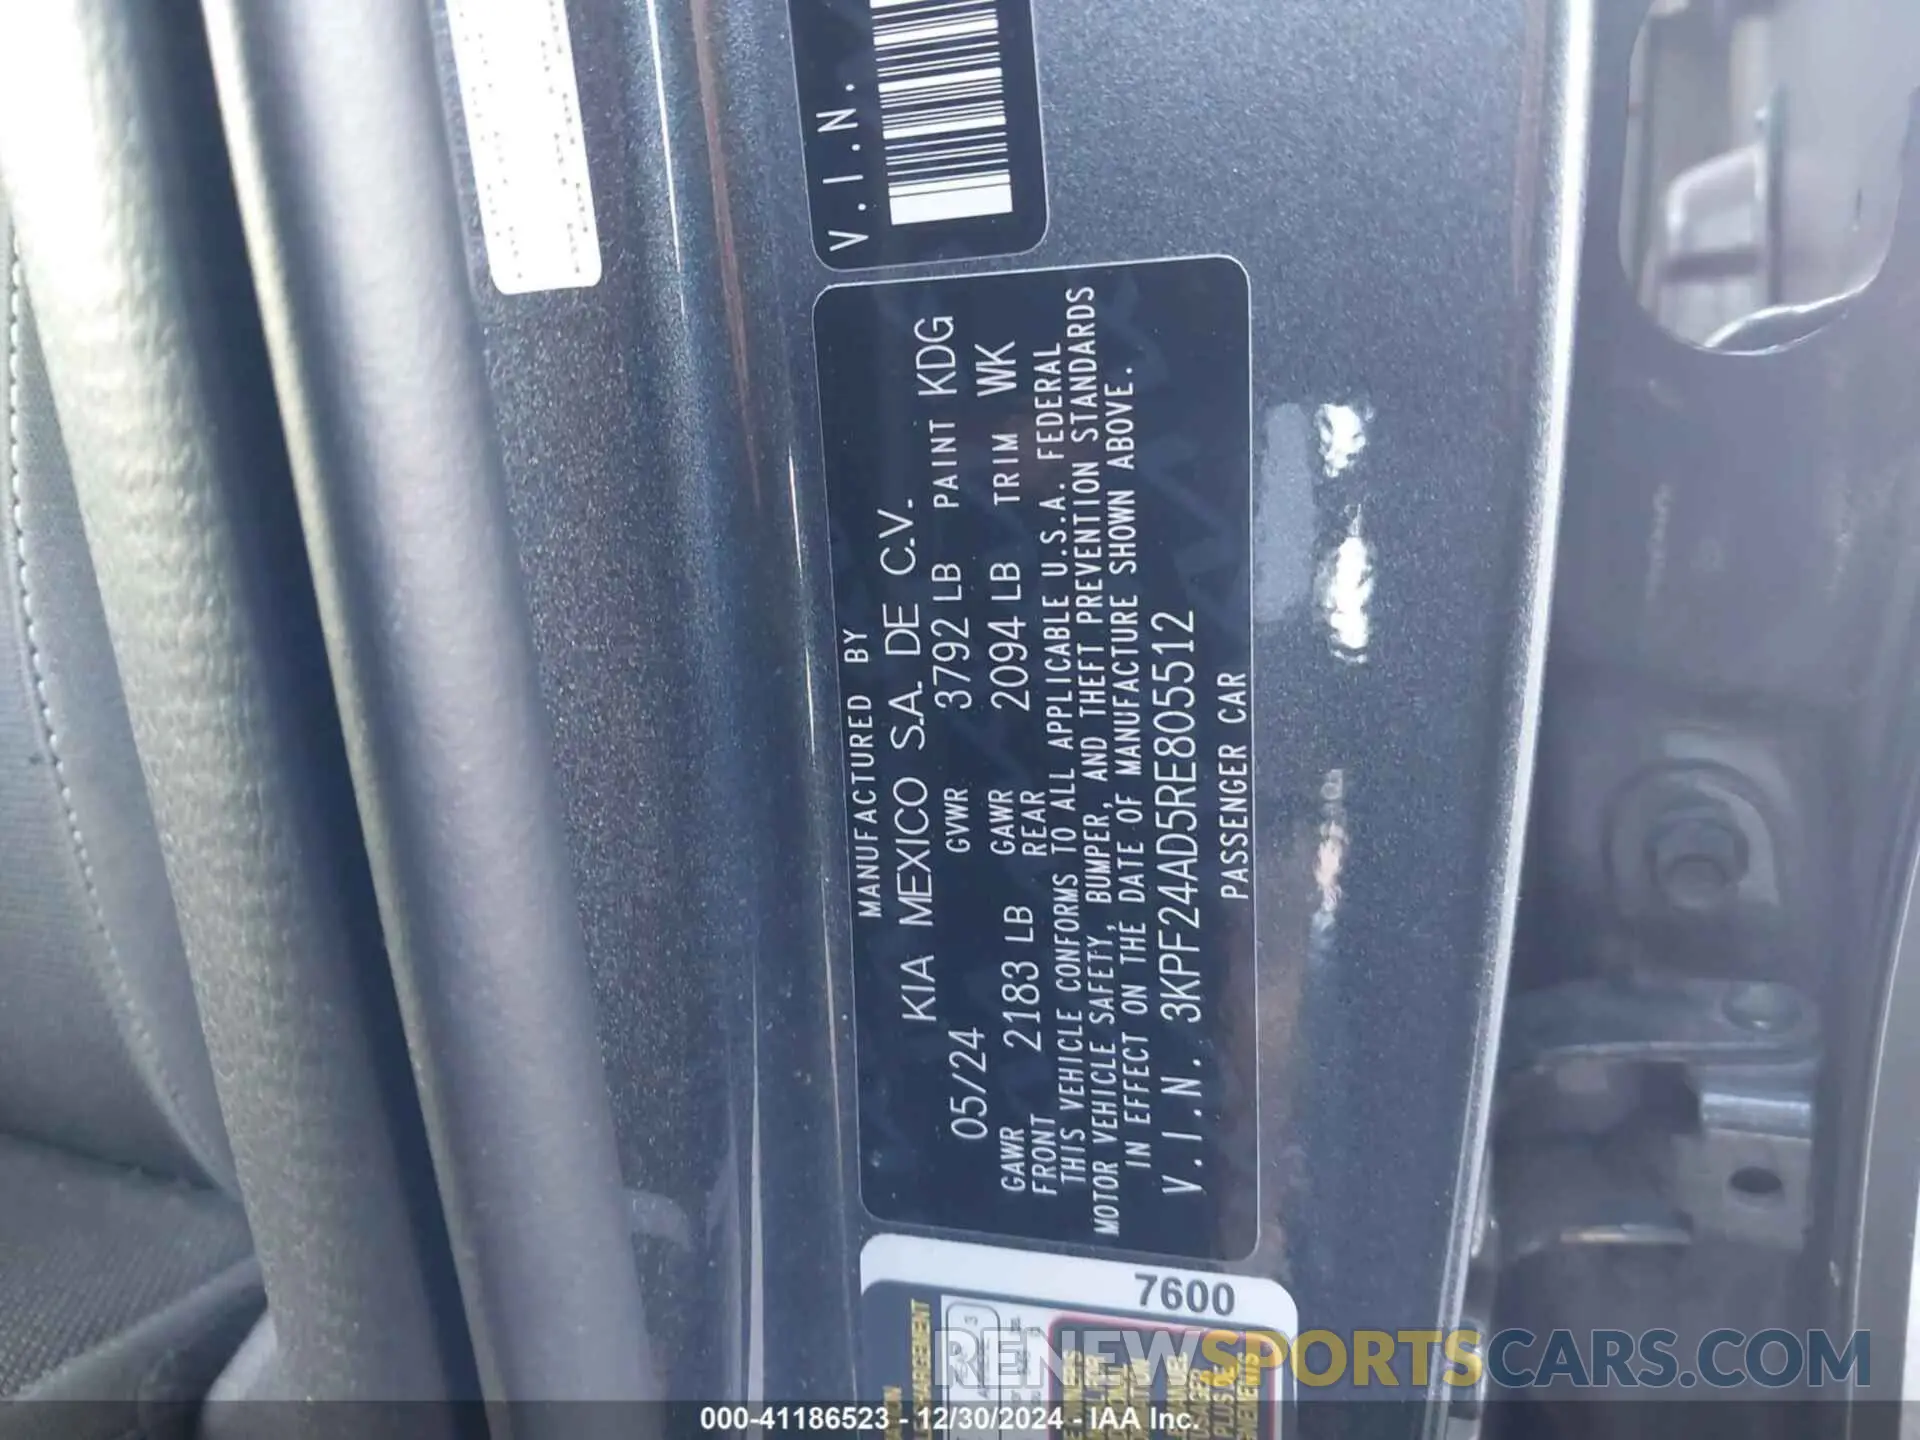 V.I.N.
MANUFACTURED BY
KIA MEXICO S.A. DE C.V.
05/24 GVWR 3792 LB PAINT KDG
GAWR FRONT 2183 LB GAWR REAR 2094 LB TRIM WK
THIS VEHICLE CONFORMS TO ALL APPLICABLE U.S.A. FEDERAL
MOTOR VEHICLE SAFETY, BUMPER, AND THEFT PREVENTION STANDARDS
IN EFFECT ON THE DATE OF MANUFACTURE SHOWN ABOVE.
V.I.N. 3KPF24AD5RE805512
PASSENGER CAR
7600
RENEWSPORTSCARS.COM
000-41186523 - 12/30/2024 - IAA Inc.